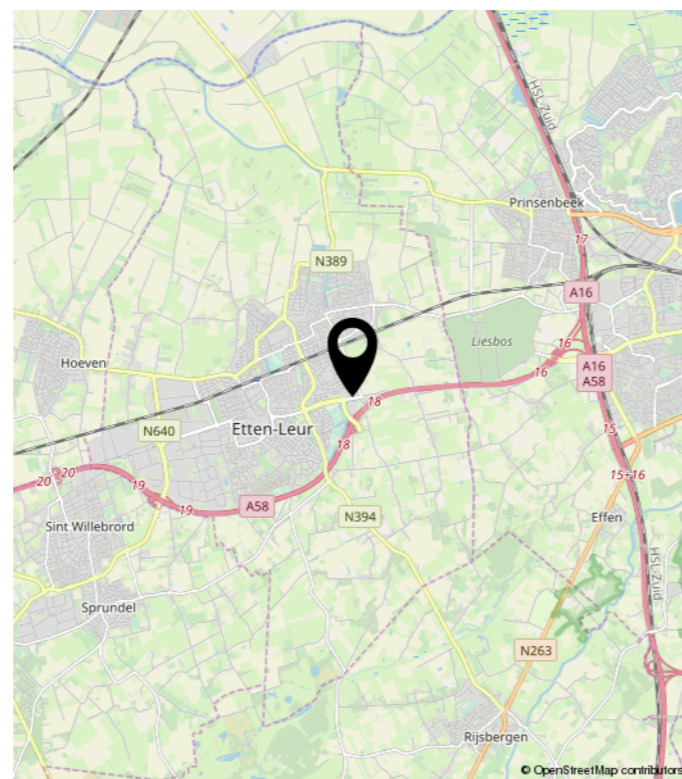 HSL-Zuid
Prinsenbeek
17
N389
A16
Liesbos
16
Hoeven
16
A16
A58
18
N640
Etten-Leur
18
15
20
20
19
19
15+16
A58
N394
Effen
Sint Willebrord
HSL-Zuid
Sprundel
N263
Rijsbergen
© OpenStreetMap contributors